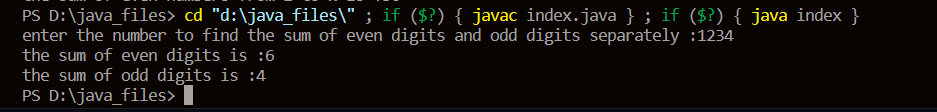 PS D:\java_files> cd "d:\java_files\" ; if ($?) { javac index.java } ; if ($?) { java index }
enter the number to find the sum of even digits and odd digits separately :1234
the sum of even digits is :6
the sum of odd digits is :4
PS D:\java_files>